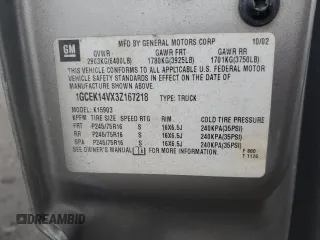 GM
MFD BY GENERAL MOTORS CORP 10/02
GVWR GAWR FRT GAWR RR
2903KG(6400LB) 1780KG(3925LB) 1701KG(3750LB)
THIS VEHICLE CONFORMS TO ALL APPLICABLE U.S. FEDERAL MOTOR
VEHICLE SAFETY STANDARDS IN EFFECT ON THE DATE OF
MANUFACTURE SHOWN ABOVE.
1GCEK14VX3Z167218 TYPE: TRUCK
MODEL: K15903
TIRE SIZE SPEED RTG RIM COLD TIRE PRESSURE
FRT P245/75R16 S 16X6.5J 240KPA(35PSI)
RR P245/75R16 S 16X6.5J 240KPA(35PSI)
SPA P245/75R16 S 16X6.5J 240KPA(35PSI)
SEE OWNER'S MANUAL FOR
DREAMBID